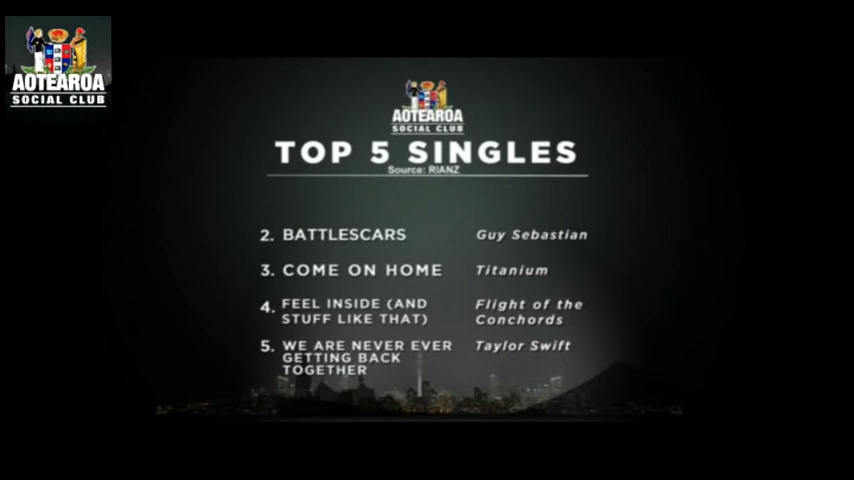 AOTEAROA
SOCIAL CLUB
AOTEAROA
SOCIAL CLUB
TOP 5 SINGLES
Source: RIANZ
2. BATTLESCARS Guy Sebastian
3. COME ON HOME Titanium
4. FEEL INSIDE (AND Flight of the
STUFF LIKE THAT) Conchords
5. WE ARE NEVER EVER Taylor Swift
GETTING BACK
TOGETHER